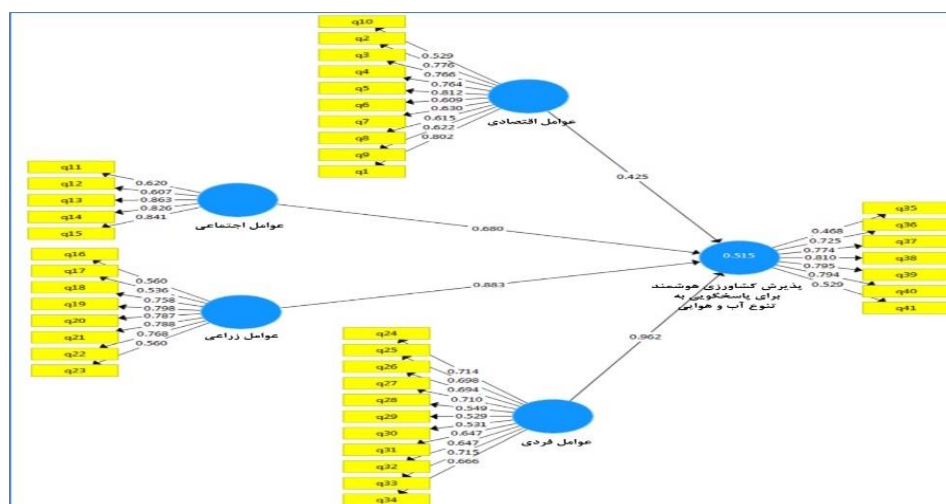 q10
q2
q3
q4
q5
q6
q7
q8
q9
q1
0.529
0.776
0.766
0.764
0.812
0.609
0.630
0.615
0.622
0.802
عوامل اقتصادی
0.425
q11
q12
q13
q14
q15
0.620
0.607
0.863
0.826
0.841
عوامل اجتماعی
0.680
q16
q17
q18
q19
q20
q21
q22
q23
0.560
0.536
0.758
0.798
0.787
0.788
0.768
0.560
عوامل زراعی
0.883
q24
q25
q26
q27
q28
q29
q30
q31
q32
q33
q34
0.714
0.698
0.694
0.710
0.549
0.529
0.531
0.647
0.647
0.715
0.666
عوامل فردی
0.962
0.515
پذیرش کشاورزی هوشمند
برای پاسخگویی به
تنوع آب و هوایی
0.468
0.725
0.774
0.810
0.795
0.794
0.529
q35
q36
q37
q38
q39
q40
q41